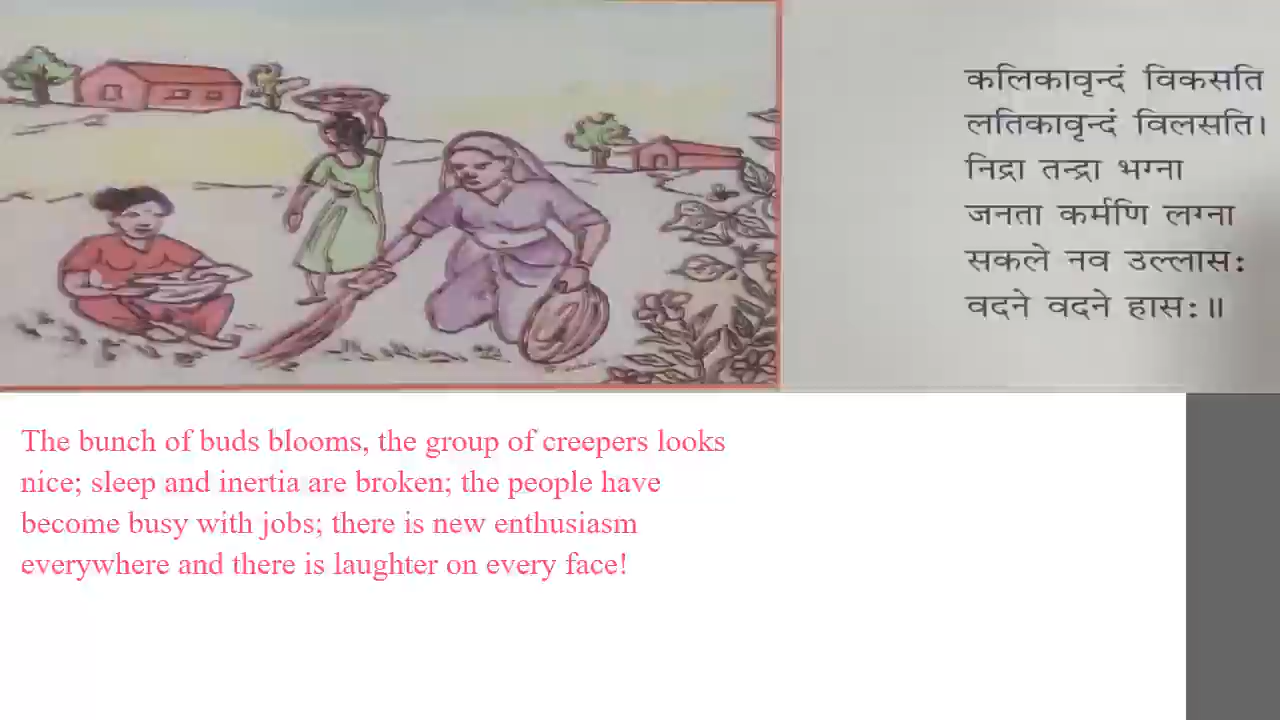 कलिकावृन्दं विकसति
लतिकावृन्दं विलसति।
निद्रा तन्द्रा भग्ना
जनता कर्मणि लग्ना
सकले नव उल्लासः
वदने वदने हासः॥
The bunch of buds blooms, the group of creepers looks
nice; sleep and inertia are broken; the people have
become busy with jobs; there is new enthusiasm
everywhere and there is laughter on every face!